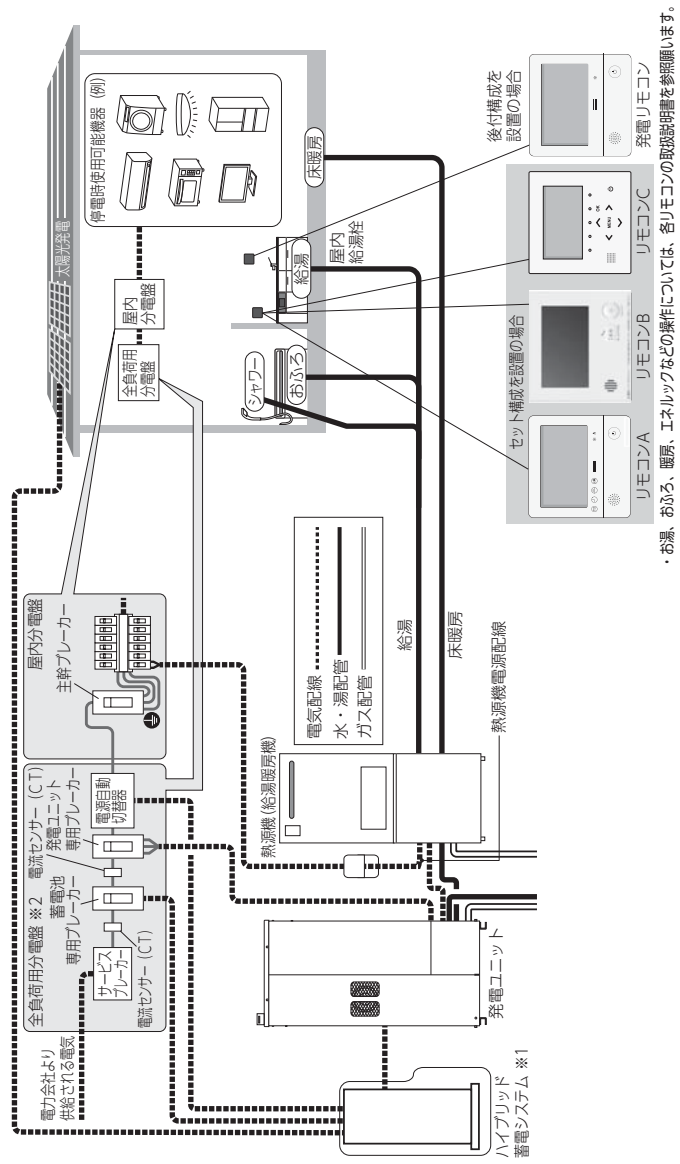 電力会社より
供給される電気
全負荷用分電盤 ※2
サービス
ブレーカー
電流センサー (CT)
蓄電池
専用ブレーカー
電流センサー (CT)
発電ユニット
専用ブレーカー
電源自動
切替器
屋内分電盤
主幹ブレーカー
太陽光発電
全負荷用
分電盤
屋内
分電盤
停電時使用可能機器 (例)
シャワー
おふろ
給湯
屋内
給湯栓
床暖房
電気配線
水・湯配管
ガス配管
熱源機 (給湯暖房機)
給湯
床暖房
熱源機電源配線
発電ユニット
ハイブリッド
蓄電システム ※1
セット構成を設置の場合
リモコンA
リモコンB
リモコンC
MENU
OK
後付構成を
設置の場合
発電リモコン
・お湯、おふろ、暖房、エネルックなどの操作については、各リモコンの取扱説明書を参照願います。